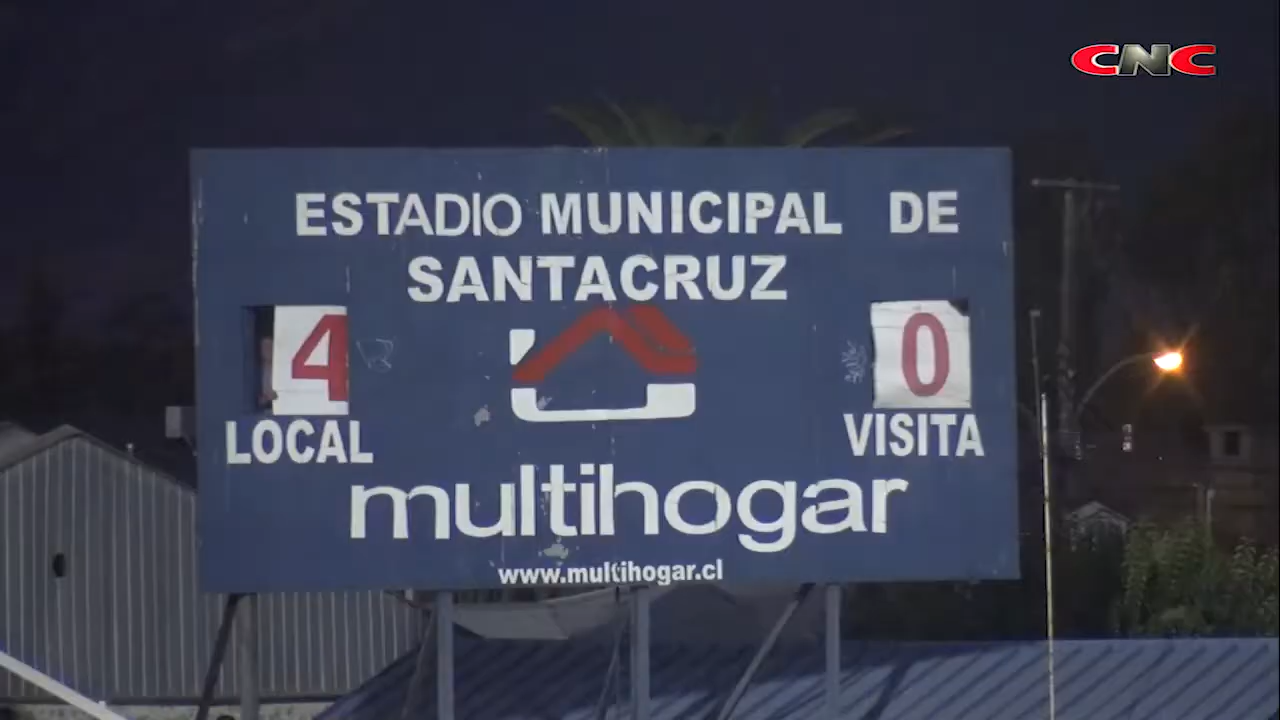 CNC
ESTADIO MUNICIPAL DE
SANTACRUZ
4
0
LOCAL
VISITA
multihogar
www.multihogar.cl